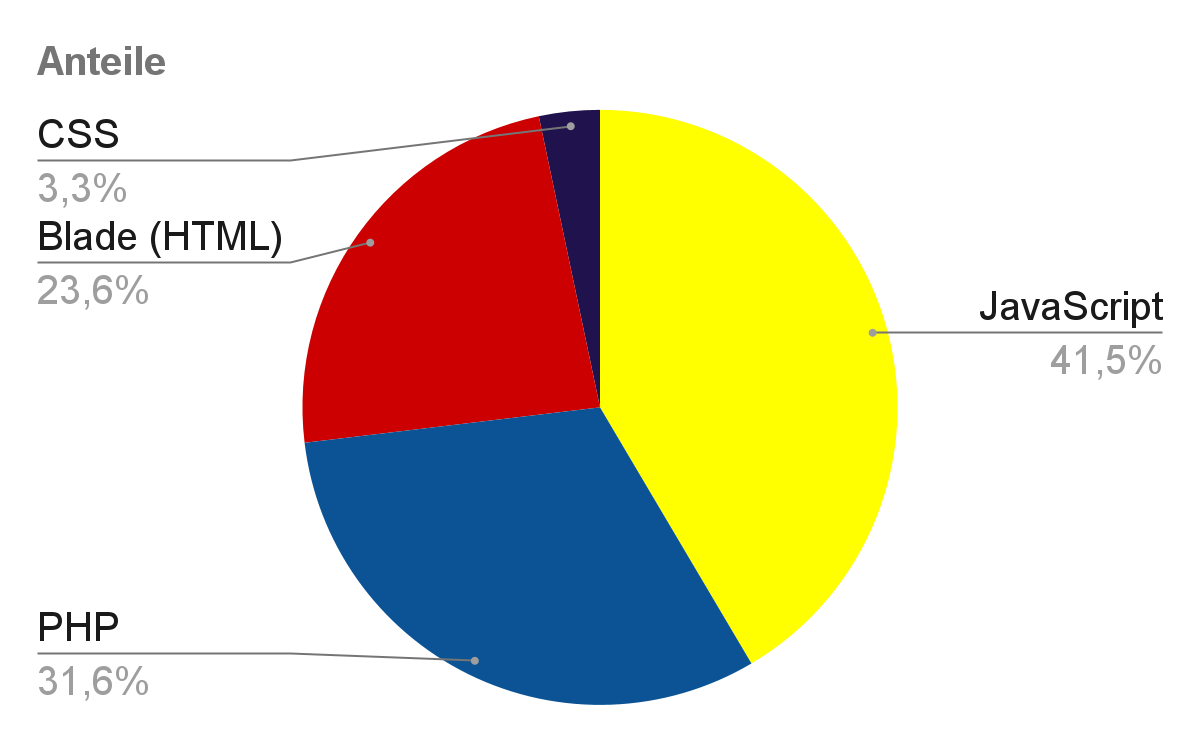 Anteile
CSS
3,3%
Blade (HTML)
23,6%
JavaScript
41,5%
PHP
31,6%